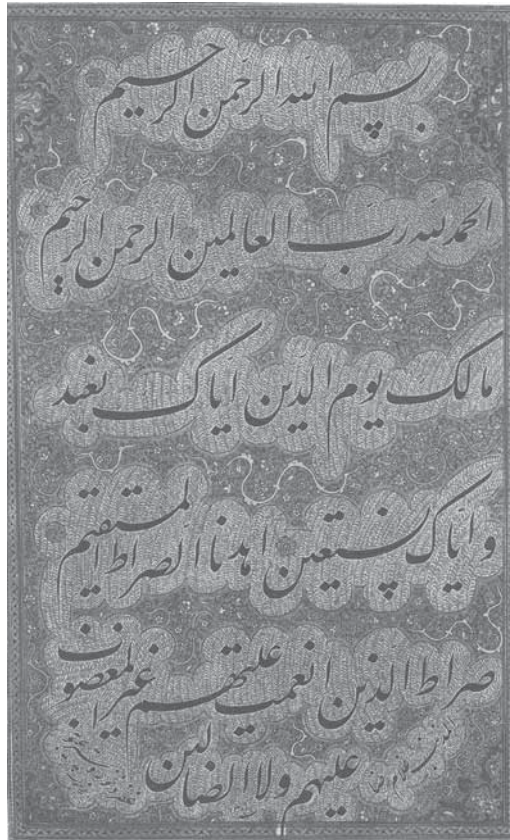 بسم الله الرحمن الرحیم
الحمد لله رب العالمین الرحمن الرحیم
مالک یوم الدین ایاک نعبد
وایاک نستعین اهدنا الصراط المستقیم
صراط الذین انعمت علیهم غیر المغضوب
علیهم ولا الضالین